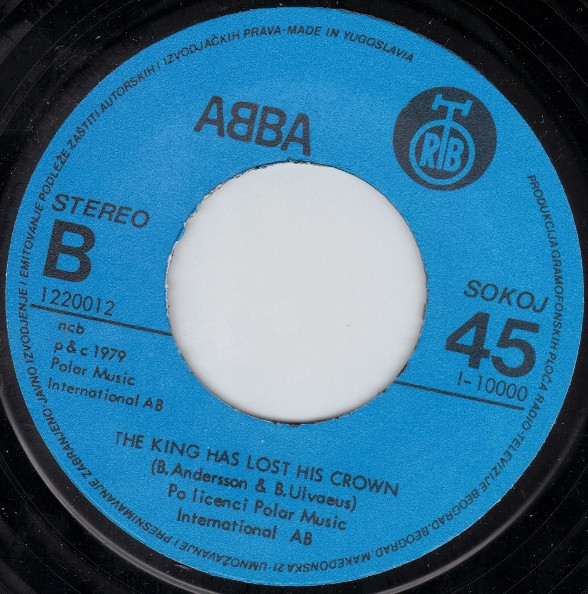 UMNOŽAVANJE I PRESNIMAVANJE ZABRANJENO. JAVNO IZVODJENJE I EMITOVANJE PODLEŽE ZAŠTITI AUTORSKIH I IZVODJAČKIH PRAVA · MADE IN YUGOSLAVIA
ABBA
RTB
PRODUKCIJA GRAMOFONSKIH PLOČA RADIO-TELEVIZIJE BEOGRAD. BEOGRAD, MAKEDONSKA 21
STEREO
B
1220012
ncb
p & c 1979
Polar Music
International AB
SOKOJ
45
I-10000
THE KING HAS LOST HIS CROWN
(B. Andersson & B. Ulvaeus)
Po licenci Polar Music
International AB